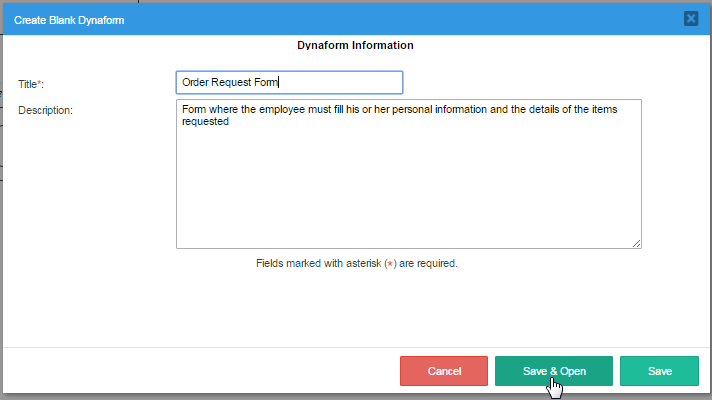 Create Blank Dynaform
Dynaform Information
Title*:
Order Request Form
Description:
Form where the employee must fill his or her personal information and the details of the items
requested
Fields marked with asterisk (*) are required.
Cancel
Save & Open
Save